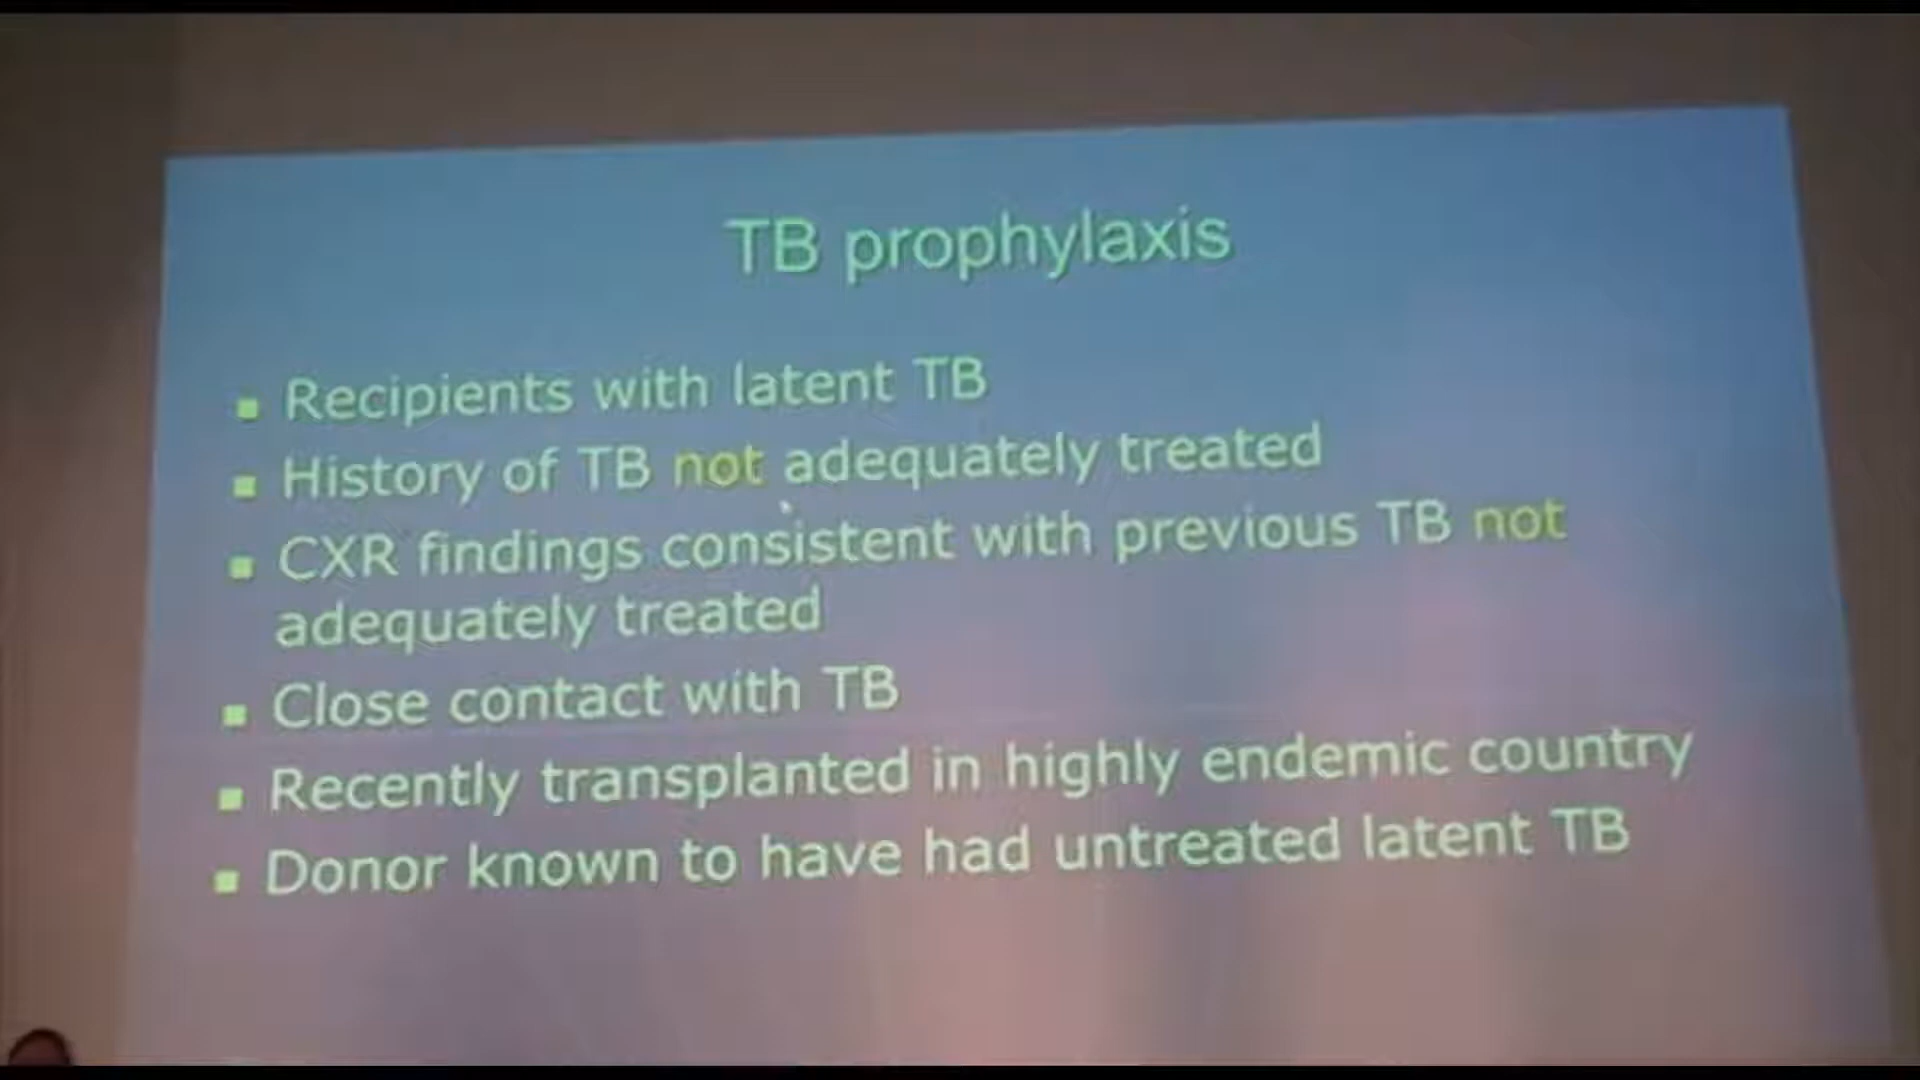 TB prophylaxis
▪ Recipients with latent TB
▪ History of TB not adequately treated
▪ CXR findings consistent with previous TB not
adequately treated
▪ Close contact with TB
▪ Recently transplanted in highly endemic country
▪ Donor known to have had untreated latent TB